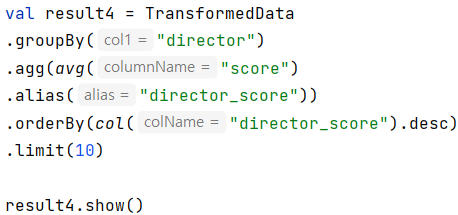 val result4 = TransformedData
.groupBy( col1 = "director")
.agg(avg( columnName = "score")
.alias( alias = "director_score"))
.orderBy(col( colName = "director_score").desc)
.limit(10)
result4.show()